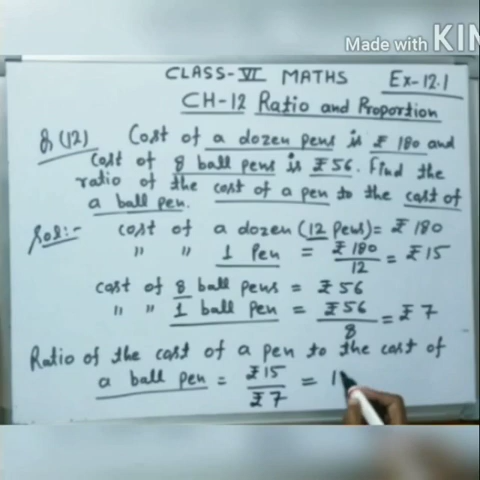 Made with KIN
CLASS-VI MATHS Ex-12.1
CH-12 Ratio and Proportion
Q.(12) Cost of a dozen pens is ₹ 180 and
cost of 8 ball pens is ₹56. Find the
ratio of the cost of a pen to the cost of
a ball pen.
Sol:- cost of a dozen (12 pens) = ₹ 180
" " 1 Pen = ₹ 180/12 = ₹15
cost of 8 ball pens = ₹56
" " 1 ball pen = ₹56/8 = ₹7
Ratio of the cost of a pen to the cost of
a ball pen = ₹15/₹7 = 1